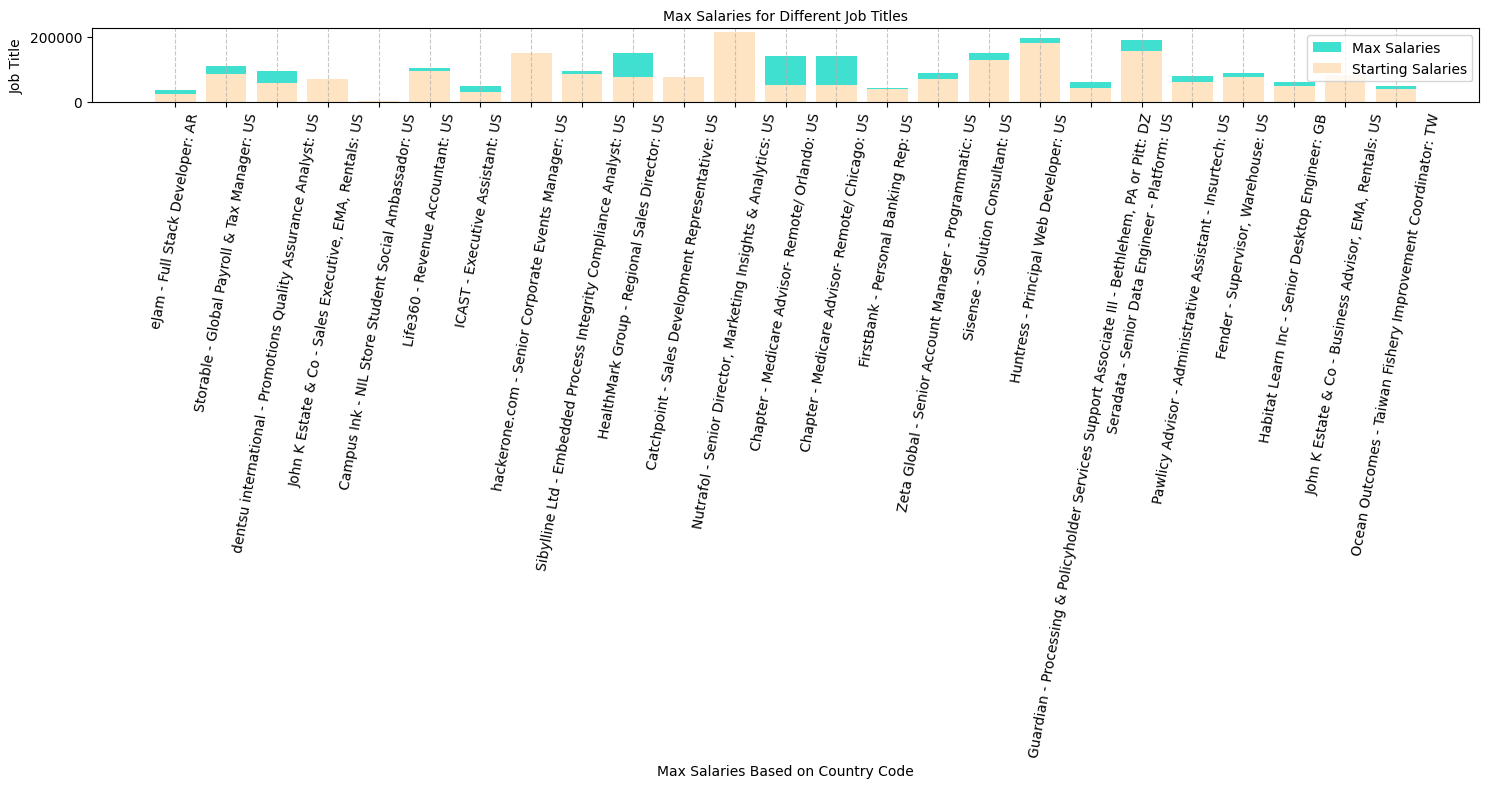 Max Salaries for Different Job Titles
Job Title
200000
0
Max Salaries
Starting Salaries
eJam - Full Stack Developer: AR
Storable - Global Payroll & Tax Manager: US
dentsu international - Promotions Quality Assurance Analyst: US
John K Estate & Co - Sales Executive, EMA, Rentals: US
Campus Ink - NIL Store Student Social Ambassador: US
Life360 - Revenue Accountant: US
ICAST - Executive Assistant: US
hackerone.com - Senior Corporate Events Manager: US
Sibylline Ltd - Embedded Process Integrity Compliance Analyst: US
HealthMark Group - Regional Sales Director: US
Catchpoint - Sales Development Representative: US
Nutrafol - Senior Director, Marketing Insights & Analytics: US
Chapter - Medicare Advisor- Remote/ Orlando: US
Chapter - Medicare Advisor- Remote/ Chicago: US
FirstBank - Personal Banking Rep: US
Zeta Global - Senior Account Manager - Programmatic: US
Sisense - Solution Consultant: US
Huntress - Principal Web Developer: US
Guardian - Processing & Policyholder Services Support Associate III - Bethlehem, PA or Pitt: DZ
Seradata - Senior Data Engineer - Platform: US
Pawlicy Advisor - Administrative Assistant - Insurtech: US
Fender - Supervisor, Warehouse: US
Habitat Learn Inc - Senior Desktop Engineer: GB
John K Estate & Co - Business Advisor, EMA, Rentals: US
Ocean Outcomes - Taiwan Fishery Improvement Coordinator: TW
Max Salaries Based on Country Code